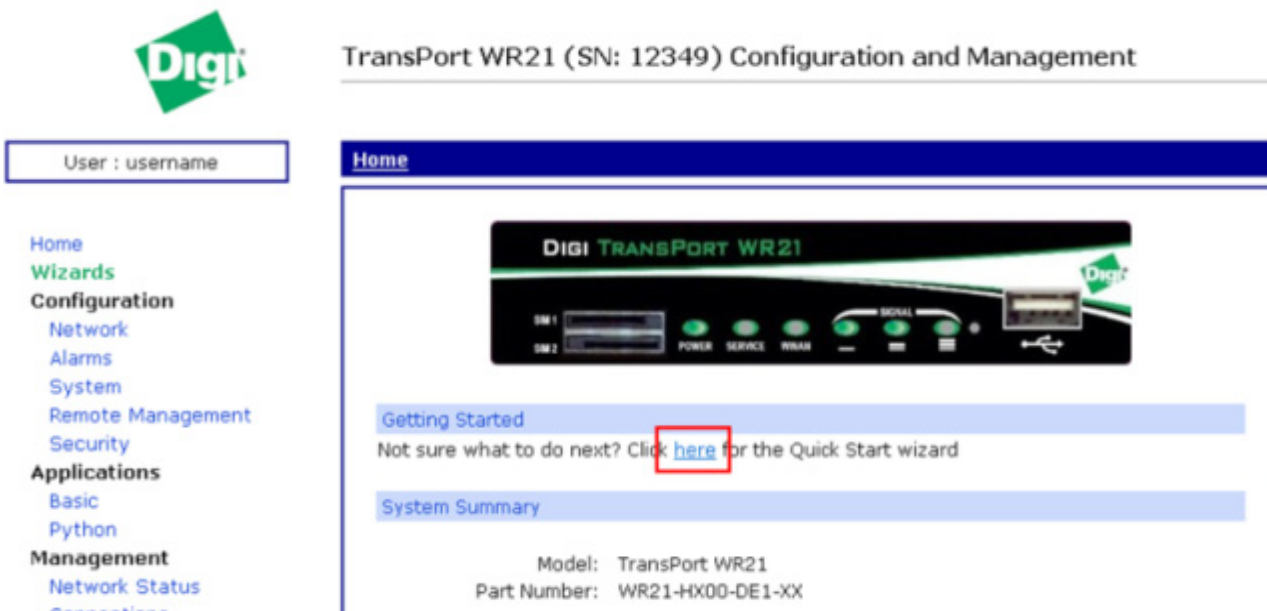 Digi
TransPort WR21 (SN: 12349) Configuration and Management
User : username
Home
Home
Wizards
Configuration
Network
Alarms
System
Remote Management
Security
Applications
Basic
Python
Management
Network Status
Connections
DIGI TRANSPORT WR21
Digi
SIM 1
SIM 2
POWER SERVICE WWAN
SIGNAL
Getting Started
Not sure what to do next? Click here for the Quick Start wizard
System Summary
Model: TransPort WR21
Part Number: WR21-HX00-DE1-XX